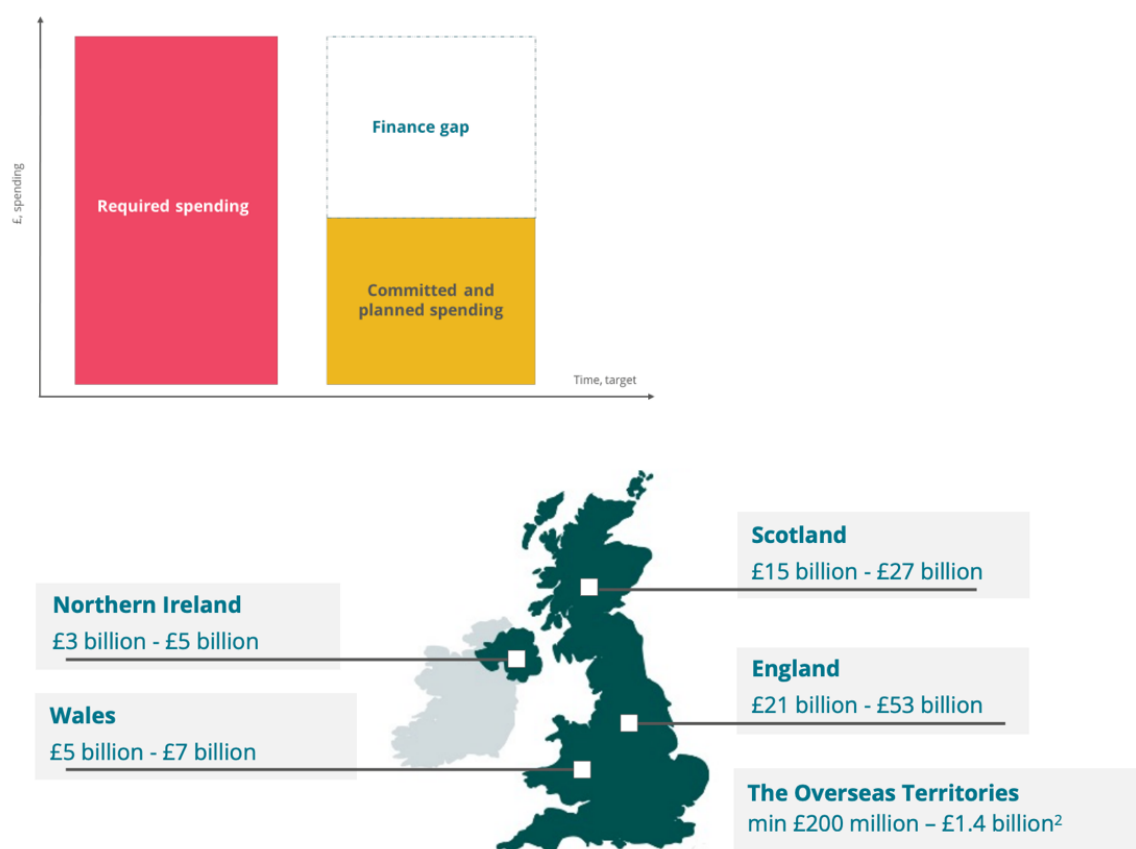 £, spending
Required spending
Finance gap
Committed and
planned spending
Time, target
Scotland
£15 billion - £27 billion
Northern Ireland
£3 billion - £5 billion
England
£21 billion - £53 billion
Wales
£5 billion - £7 billion
The Overseas Territories
min £200 million – £1.4 billion²